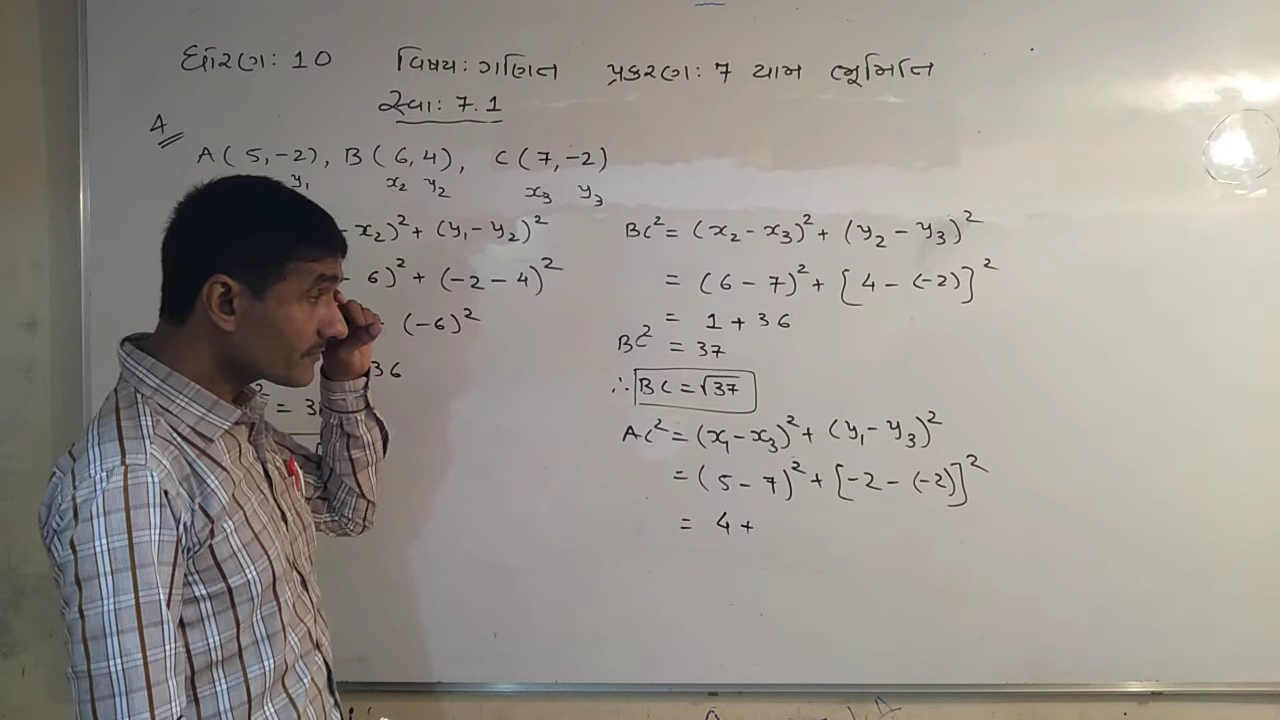 ધોરણ: 10 વિષય: ગણિત પ્રકરણ: 7 યામ ભૂમિતિ
સ્વા: 7.1
4
A ( 5, -2), B ( 6, 4), C ( 7, -2)
y₁ x₂ y₂ x₃ y₃
- x₂)² + (y₁ - y₂)²
- 6)² + (-2 - 4)²
(-6)²
36
² = 3
BC² = (x₂ - x₃)² + (y₂ - y₃)²
= (6 - 7)² + [4 - (-2)]²
= 1 + 36
BC² = 37
∴ BC = √37
AC² = (x₁ - x₃)² + (y₁ - y₃)²
= (5 - 7)² + [-2 - (-2)]²
= 4 +